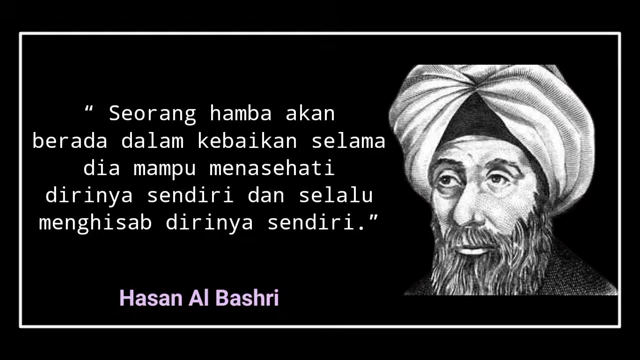 “ Seorang hamba akan
berada dalam kebaikan selama
dia mampu menasehati
dirinya sendiri dan selalu
menghisab dirinya sendiri.”
Hasan Al Bashri